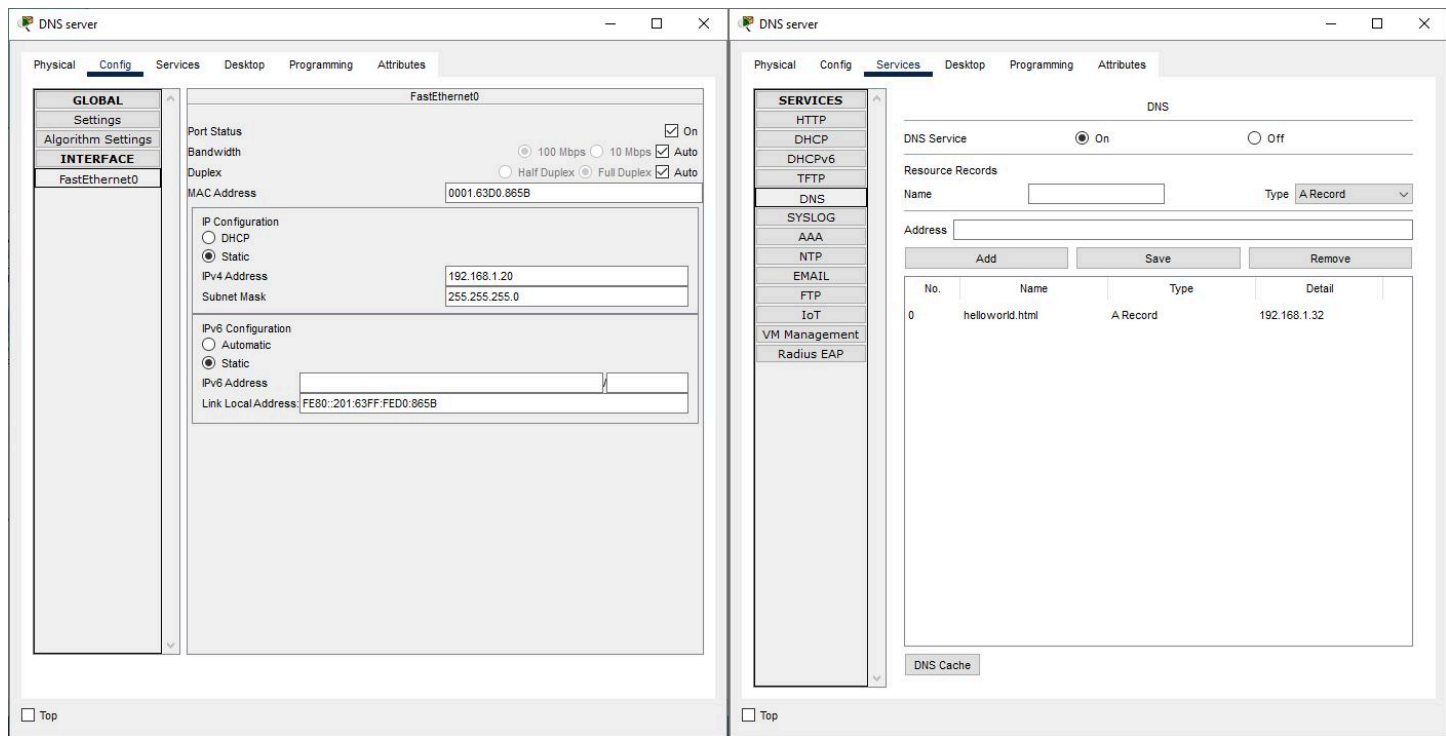 DNS server
Physical Config Services Desktop Programming Attributes
GLOBAL
Settings
Algorithm Settings
INTERFACE
FastEthernet0
FastEthernet0
Port Status On
Bandwidth 100 Mbps 10 Mbps Auto
Duplex Half Duplex Full Duplex Auto
MAC Address 0001.63D0.865B
IP Configuration
DHCP
Static
IPv4 Address 192.168.1.20
Subnet Mask 255.255.255.0
IPv6 Configuration
Automatic
Static
IPv6 Address /
Link Local Address: FE80::201:63FF:FED0:865B
Top
DNS server
Physical Config Services Desktop Programming Attributes
SERVICES
HTTP
DHCP
DHCPv6
TFTP
DNS
SYSLOG
AAA
NTP
EMAIL
FTP
IoT
VM Management
Radius EAP
DNS
DNS Service On Off
Resource Records
Name Type A Record
Address
Add Save Remove
No. Name Type Detail
0 helloworld.html A Record 192.168.1.32
DNS Cache
Top